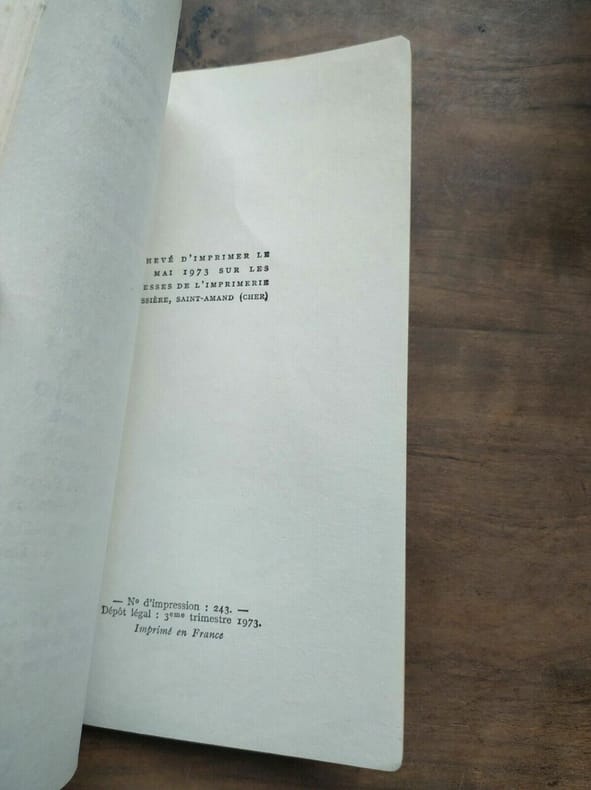 HEVÉ D'IMPRIMER LE
MAI 1973 SUR LES
ESSES DE L'IMPRIMERIE
SSIÈRE, SAINT-AMAND (CHER)
— Nº d'impression : 243. —
Dépôt légal : 3eme trimestre 1973.
Imprimé en France